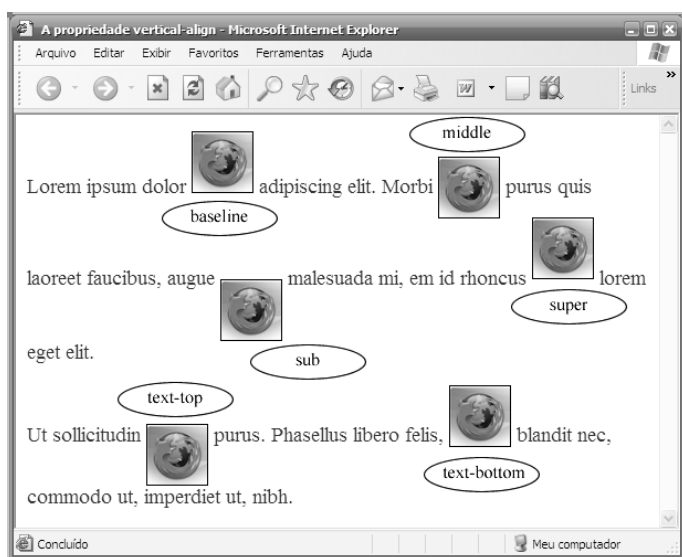 A propriedade vertical-align - Microsoft Internet Explorer
Arquivo Editar Exibir Favoritos Ferramentas Ajuda
W Links »
middle
Lorem ipsum dolor adipiscing elit. Morbi purus quis
baseline
laoreet faucibus, augue malesuada mi, em id rhoncus lorem
super
eget elit.
sub
text-top
Ut sollicitudin purus. Phasellus libero felis, blandit nec,
text-bottom
commodo ut, imperdiet ut, nibh.
Concluído Meu computador